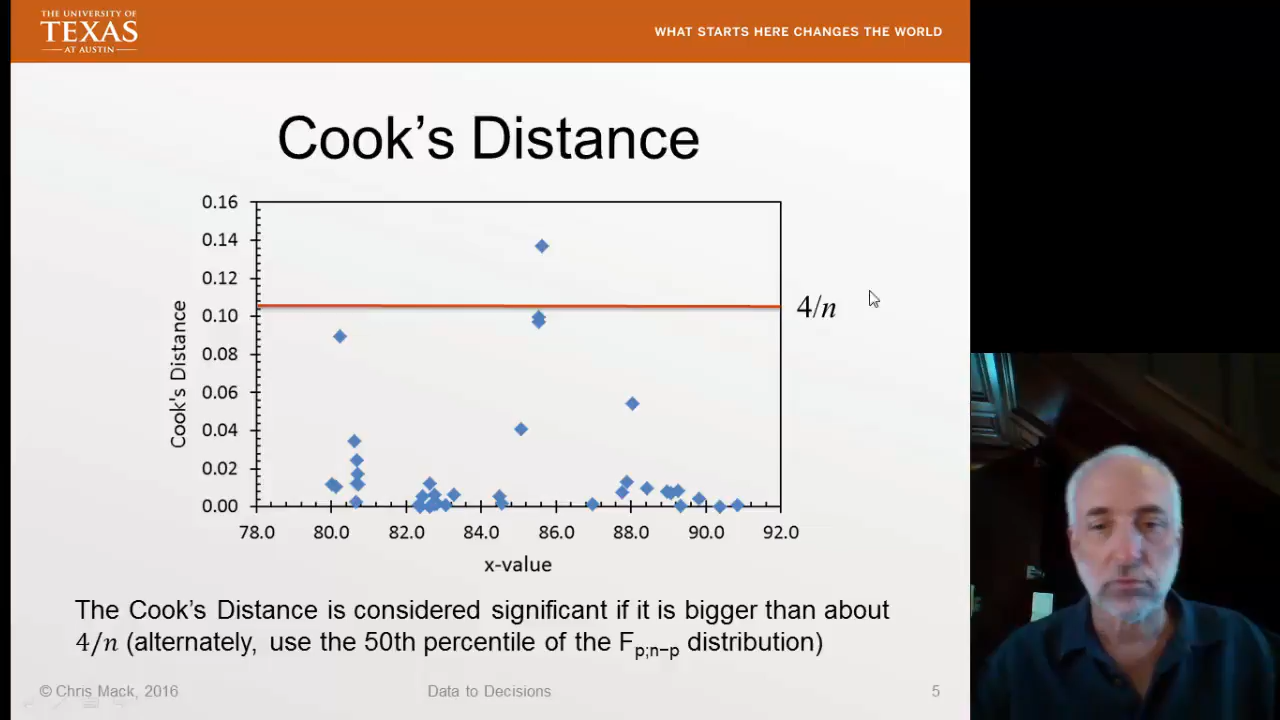 THE UNIVERSITY OF
TEXAS
AT AUSTIN
WHAT STARTS HERE CHANGES THE WORLD
Cook's Distance
0.16
0.14
0.12
0.10
0.08
0.06
0.04
0.02
0.00
Cook's Distance
4/n
78.0 80.0 82.0 84.0 86.0 88.0 90.0 92.0
x-value
The Cook's Distance is considered significant if it is bigger than about
4/n (alternately, use the 50th percentile of the Fp;n−p distribution)
© Chris Mack, 2016 Data to Decisions 5